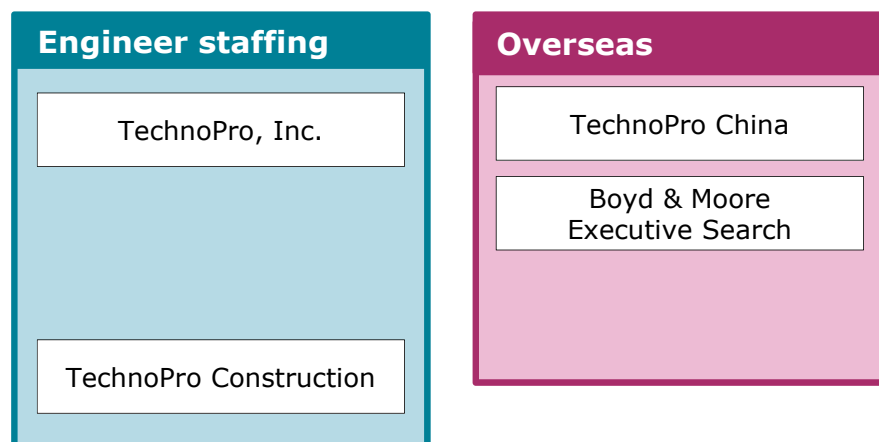 Engineer staffing
TechnoPro, Inc.
TechnoPro Construction
Overseas
TechnoPro China
Boyd & Moore
Executive Search